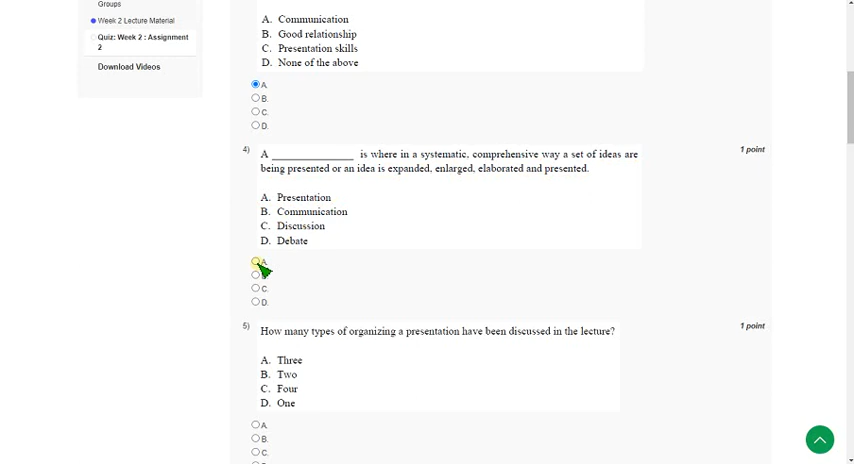 Groups
Week 2 Lecture Material
Quiz: Week 2 : Assignment
2
Download Videos
A. Communication
B. Good relationship
C. Presentation skills
D. None of the above
A.
B.
C.
D.
4) A ________________ is where in a systematic, comprehensive way a set of ideas are 1 point
being presented or an idea is expanded, enlarged, elaborated and presented.
A. Presentation
B. Communication
C. Discussion
D. Debate
A.
C.
D.
5) How many types of organizing a presentation have been discussed in the lecture? 1 point
A. Three
B. Two
C. Four
D. One
A.
B.
C.